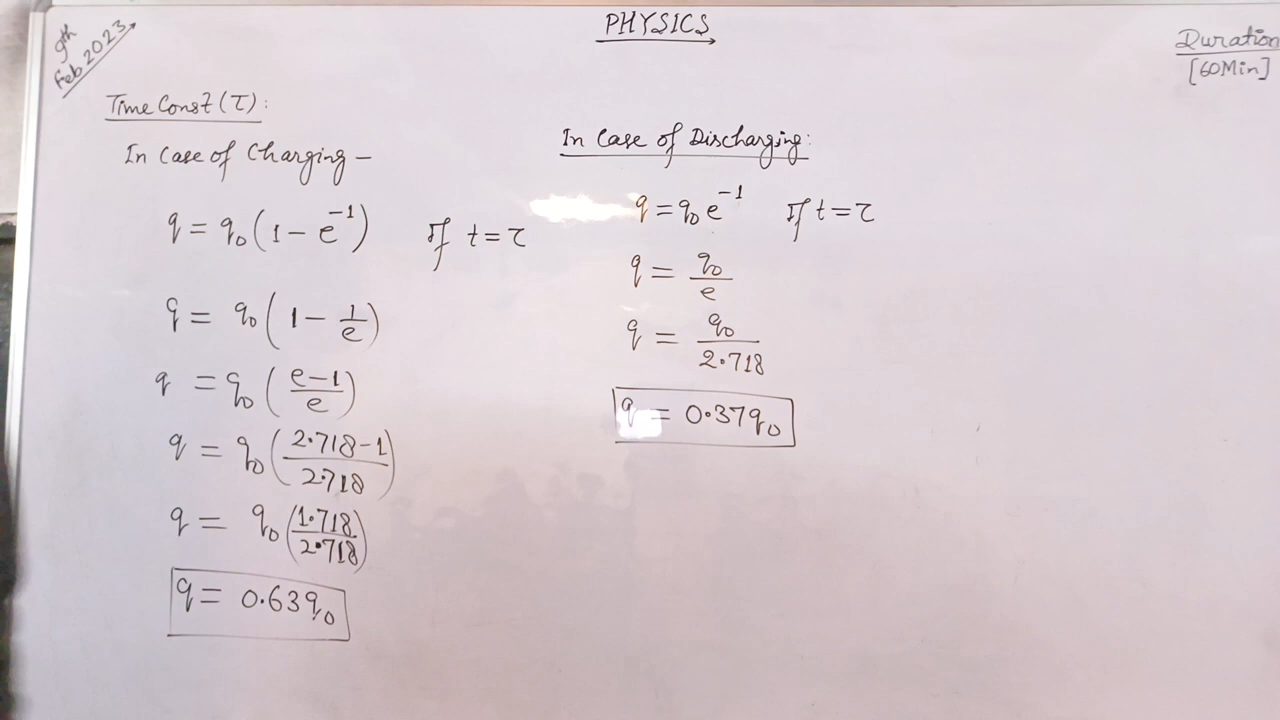 9th
Feb 2023
PHYSICS
Duration
[60Min]
Time Const (τ):
In Case of Charging –
q = q₀(1 – e⁻¹) If t = τ
q = q₀(1 – 1/e)
q = q₀((e–1)/e)
q = q₀((2.718–1)/2.718)
q = q₀(1.718/2.718)
q = 0.63q₀
In Case of Discharging:
q = q₀e⁻¹ If t = τ
q = q₀/e
q = q₀/2.718
q = 0.37q₀